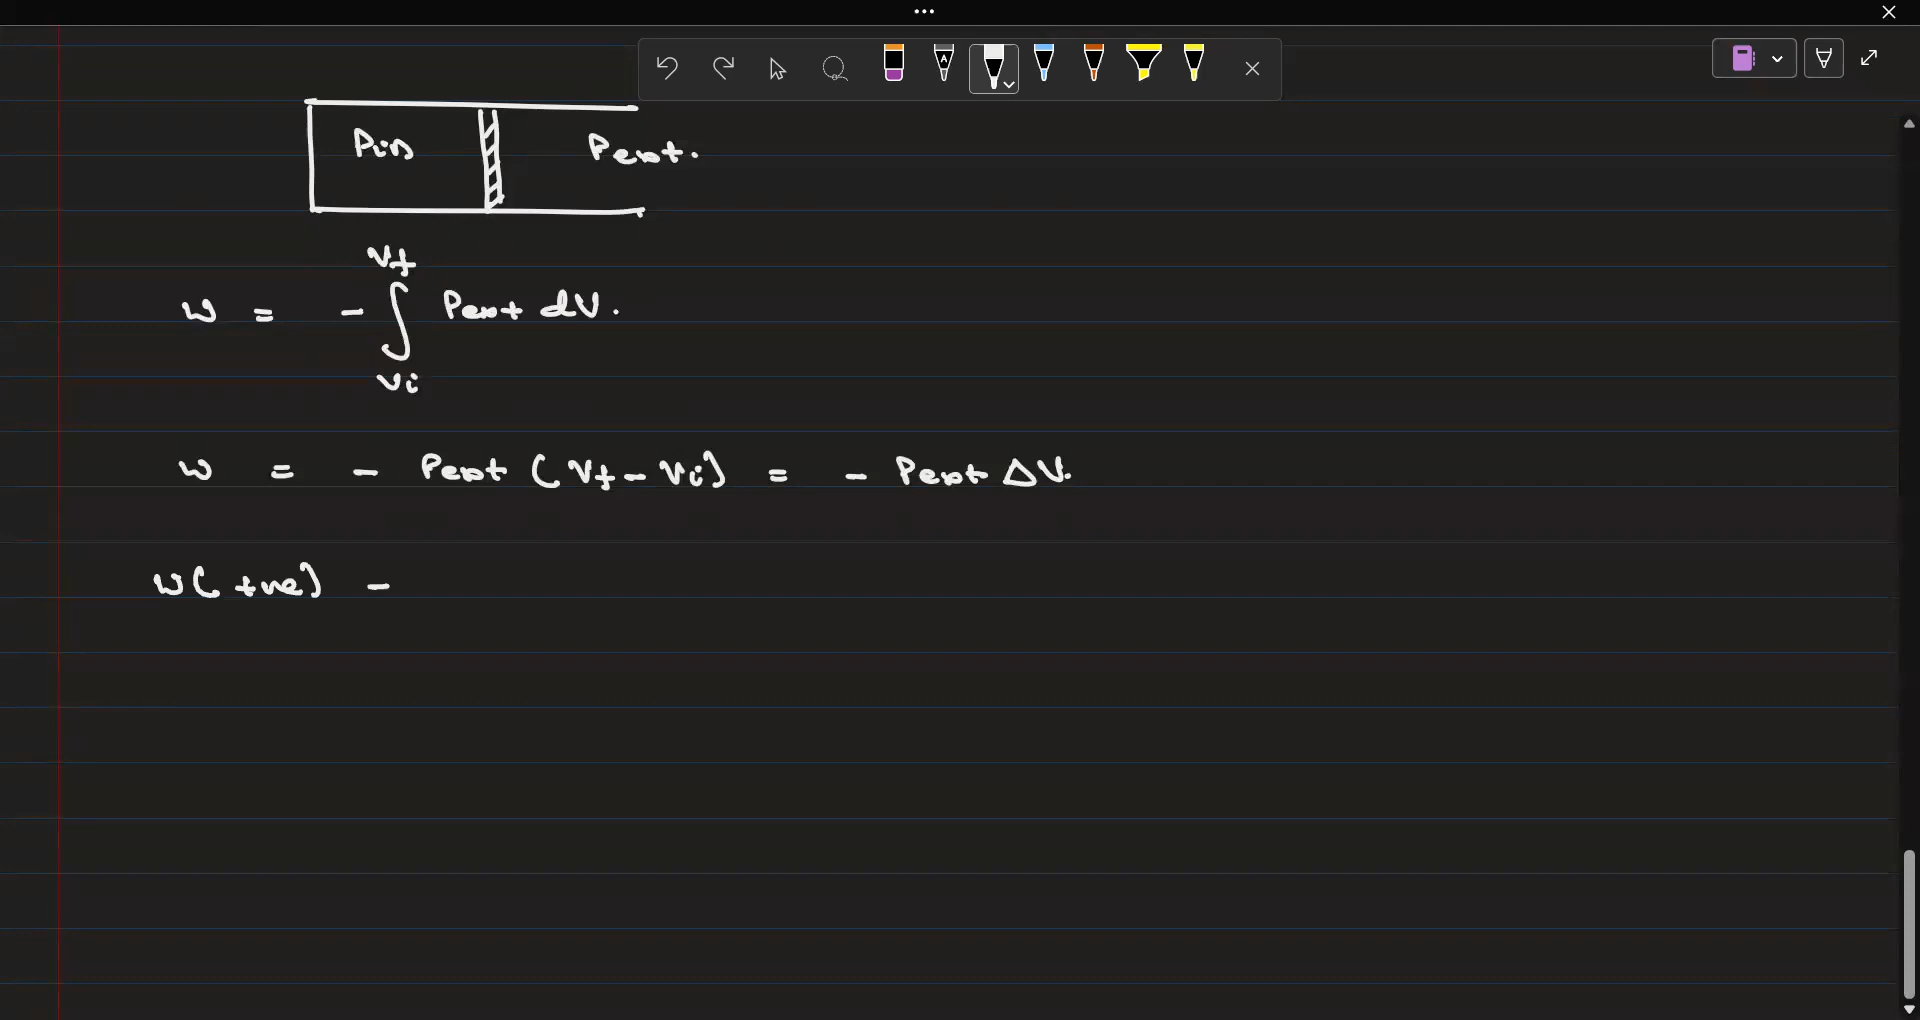 Pin Pext.
W = - ∫ Vf Vi Pext dV.
W = - Pext (Vf - Vi) = - Pext ΔV.
W(+ve) -